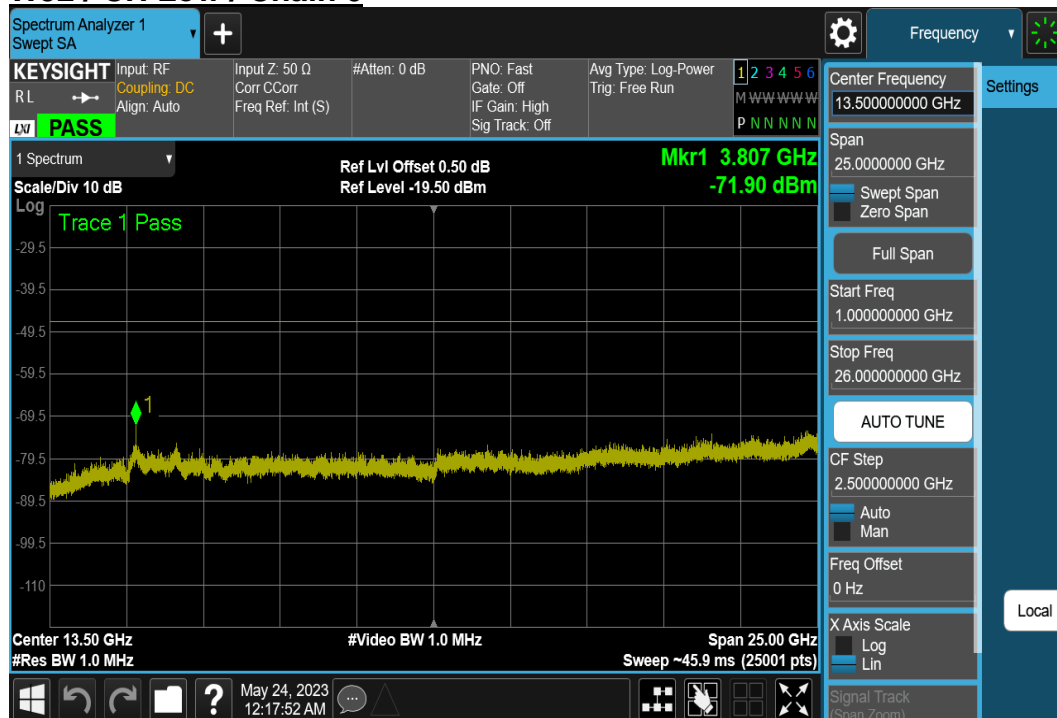 Spectrum Analyzer 1
Swept SA
Frequency
KEYSIGHT
RL
LXI PASS
Input: RF
Coupling: DC
Align: Auto
Input Z: 50 Ω
Corr CCorr
Freq Ref: Int (S)
#Atten: 0 dB
PNO: Fast
Gate: Off
IF Gain: High
Sig Track: Off
Avg Type: Log-Power
Trig: Free Run
1 2 3 4 5 6
M W W W W W
P N N N N N
1 Spectrum
Scale/Div 10 dB
Ref Lvl Offset 0.50 dB
Ref Level -19.50 dBm
Mkr1 3.807 GHz
-71.90 dBm
Log
Trace 1 Pass
-29.5
-39.5
-49.5
-59.5
-69.5
-79.5
-89.5
-99.5
-110
1
Center 13.50 GHz
#Res BW 1.0 MHz
#Video BW 1.0 MHz
Span 25.00 GHz
Sweep ~45.9 ms (25001 pts)
May 24, 2023
12:17:52 AM
Center Frequency
13.500000000 GHz
Span
25.0000000 GHz
Swept Span
Zero Span
Full Span
Start Freq
1.000000000 GHz
Stop Freq
26.000000000 GHz
AUTO TUNE
CF Step
2.500000000 GHz
Auto
Man
Freq Offset
0 Hz
X Axis Scale
Log
Lin
Signal Track
(Span Zoom)
Settings
Local